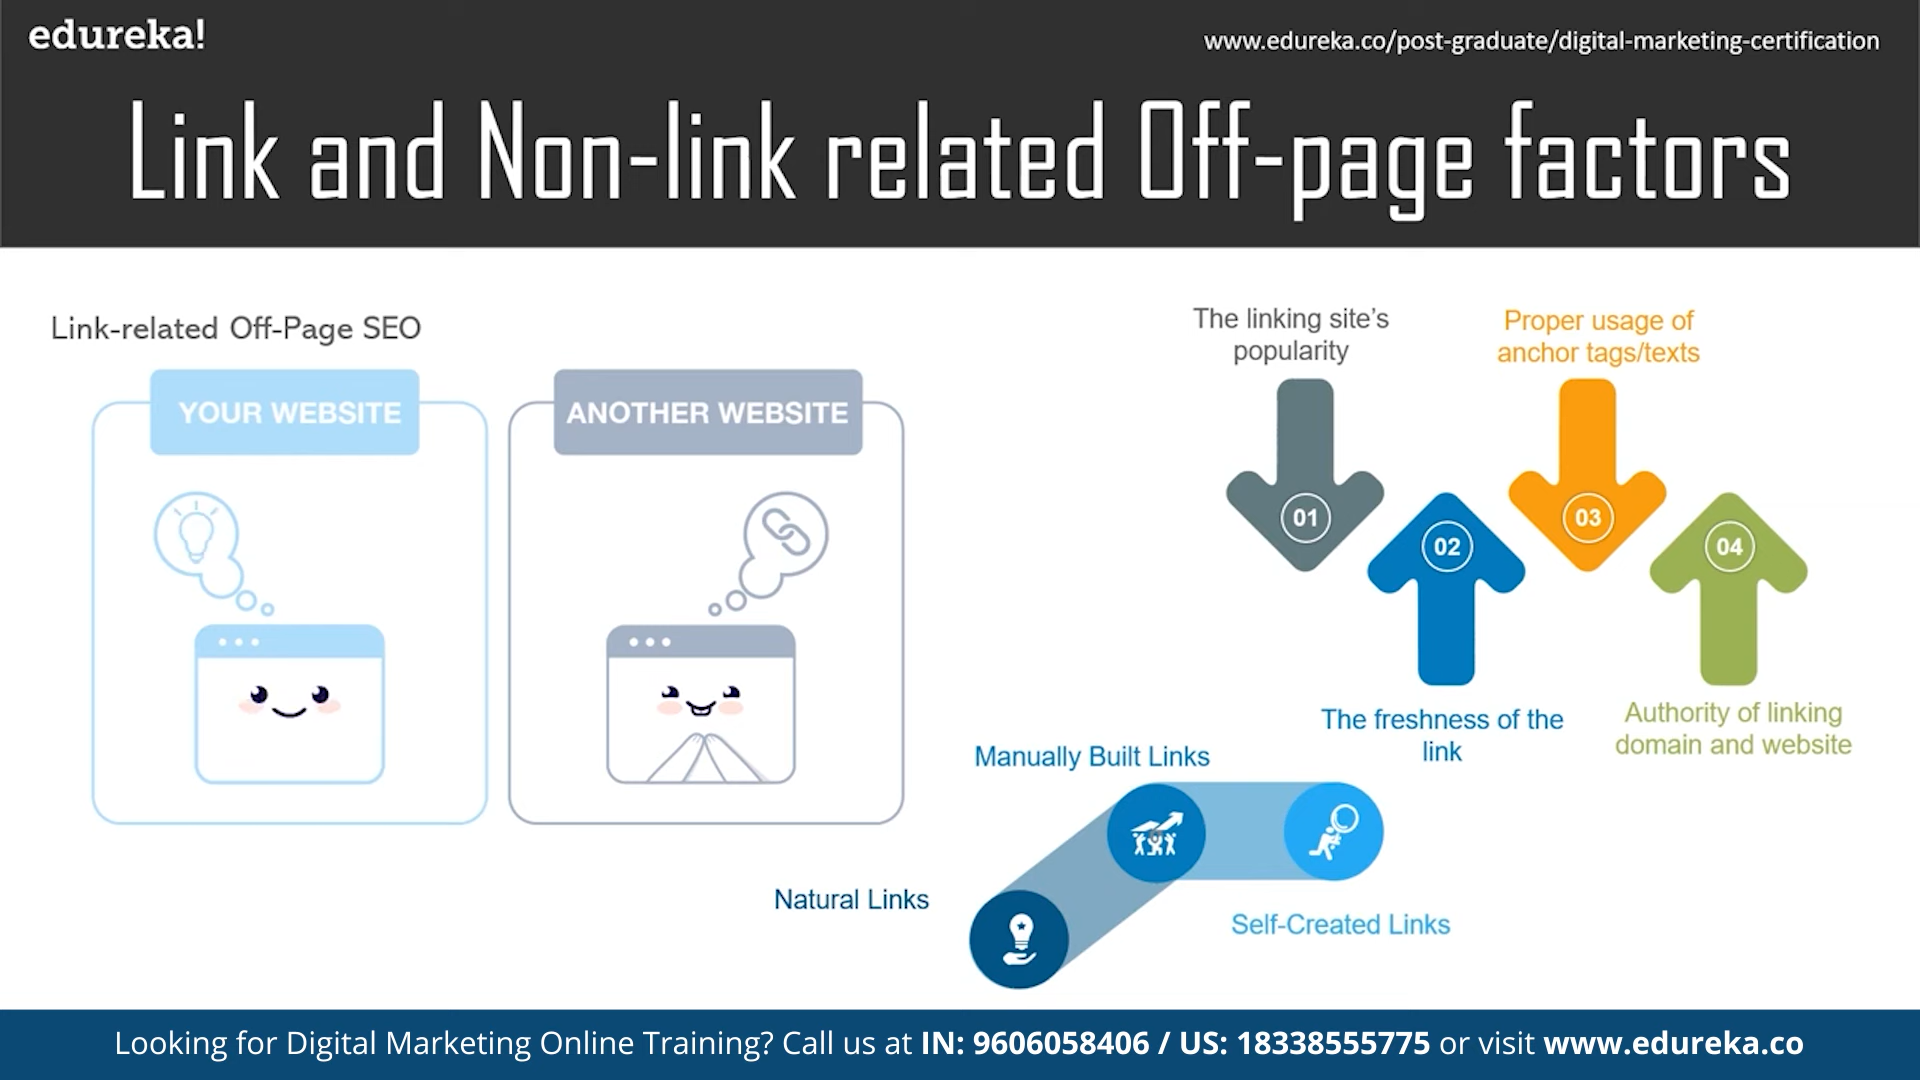 edureka!
www.edureka.co/post-graduate/digital-marketing-certification
Link and Non-link related Off-page factors
Link-related Off-Page SEO
YOUR WEBSITE
ANOTHER WEBSITE
The linking site's
popularity
Proper usage of
anchor tags/texts
01
02
03
04
The freshness of the
link
Authority of linking
domain and website
Manually Built Links
Natural Links
Self-Created Links
Looking for Digital Marketing Online Training? Call us at IN: 9606058406 / US: 18338555775 or visit www.edureka.co